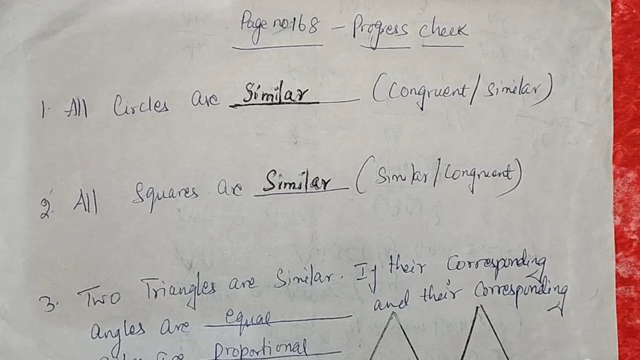 Page no 168 - Progress check
1. All Circles are Similar (Congruent/Similar)
2. All Squares are Similar (Similar/Congruent)
3. Two Triangles are Similar. If their Corresponding
angles are equal and their Corresponding
are Proportional